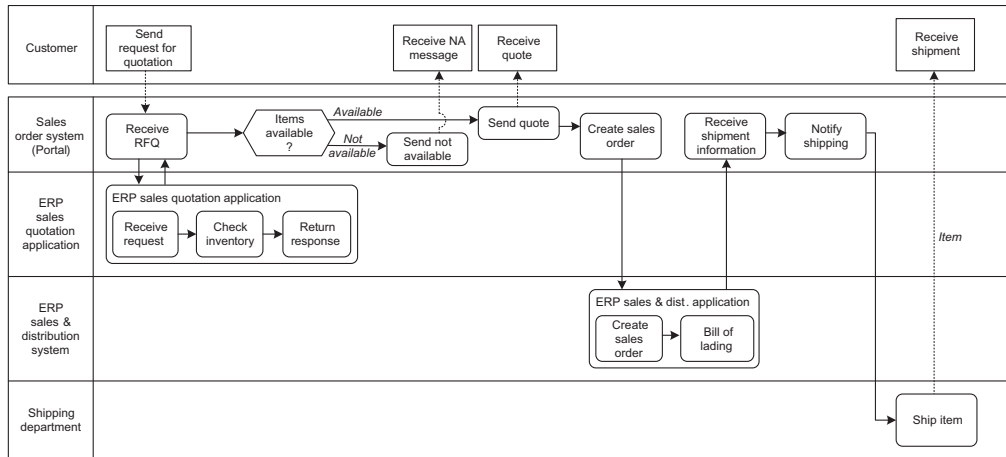 Customer
Send
request for
quotation
Receive NA
message
Receive
quote
Receive
shipment
Sales
order system
(Portal)
Receive
RFQ
Items
available
?
Available
Not
available
Send not
available
Send quote
Create sales
order
Receive
shipment
information
Notify
shipping
ERP
sales
quotation
application
ERP sales quotation application
Receive
request
Check
inventory
Return
response
Item
ERP
sales &
distribution
system
ERP sales & dist. application
Create
sales
order
Bill of
lading
Shipping
department
Ship item